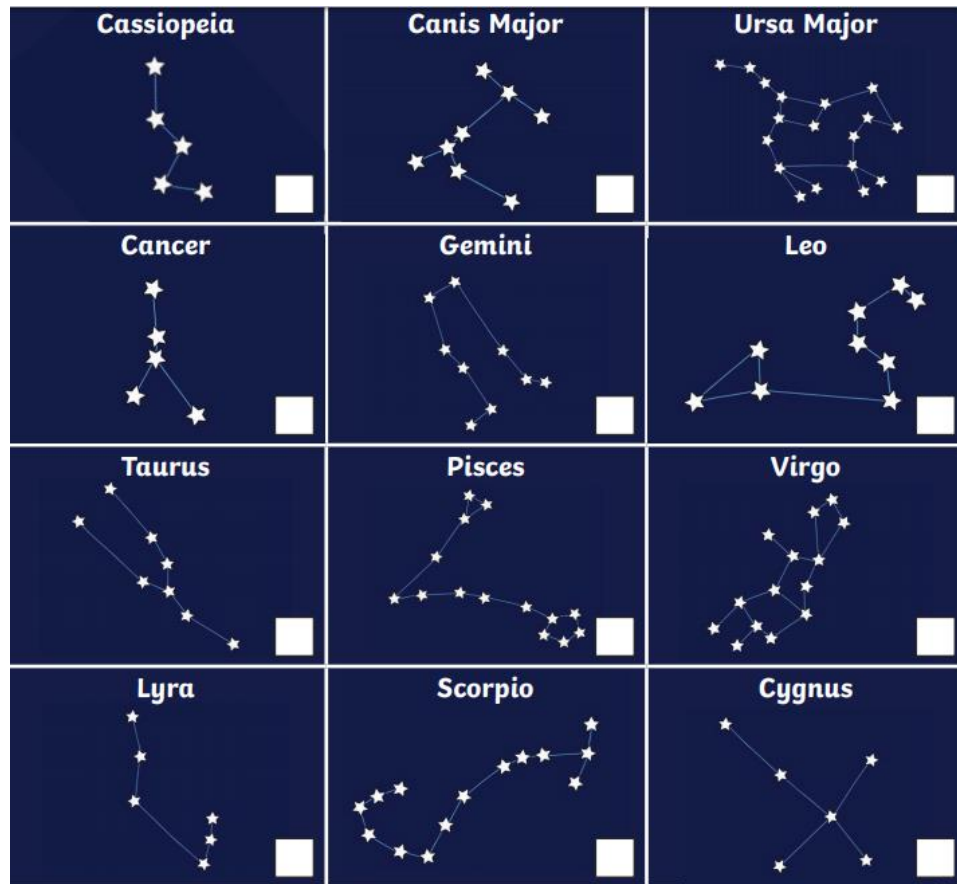 Cassiopeia
Canis Major
Ursa Major
Cancer
Gemini
Leo
Taurus
Pisces
Virgo
Lyra
Scorpio
Cygnus